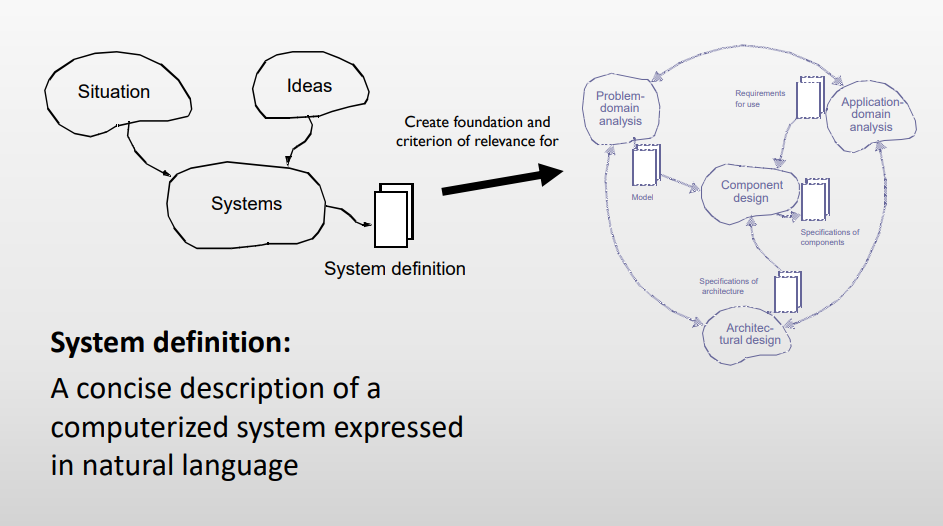 Situation
Ideas
Systems
System definition
Create foundation and
criterion of relevance for
Problem-
domain
analysis
Requirements
for use
Application-
domain
analysis
Model
Component
design
Specifications of
components
Specifications of
architecture
Architec-
tural design
System definition:
A concise description of a
computerized system expressed
in natural language